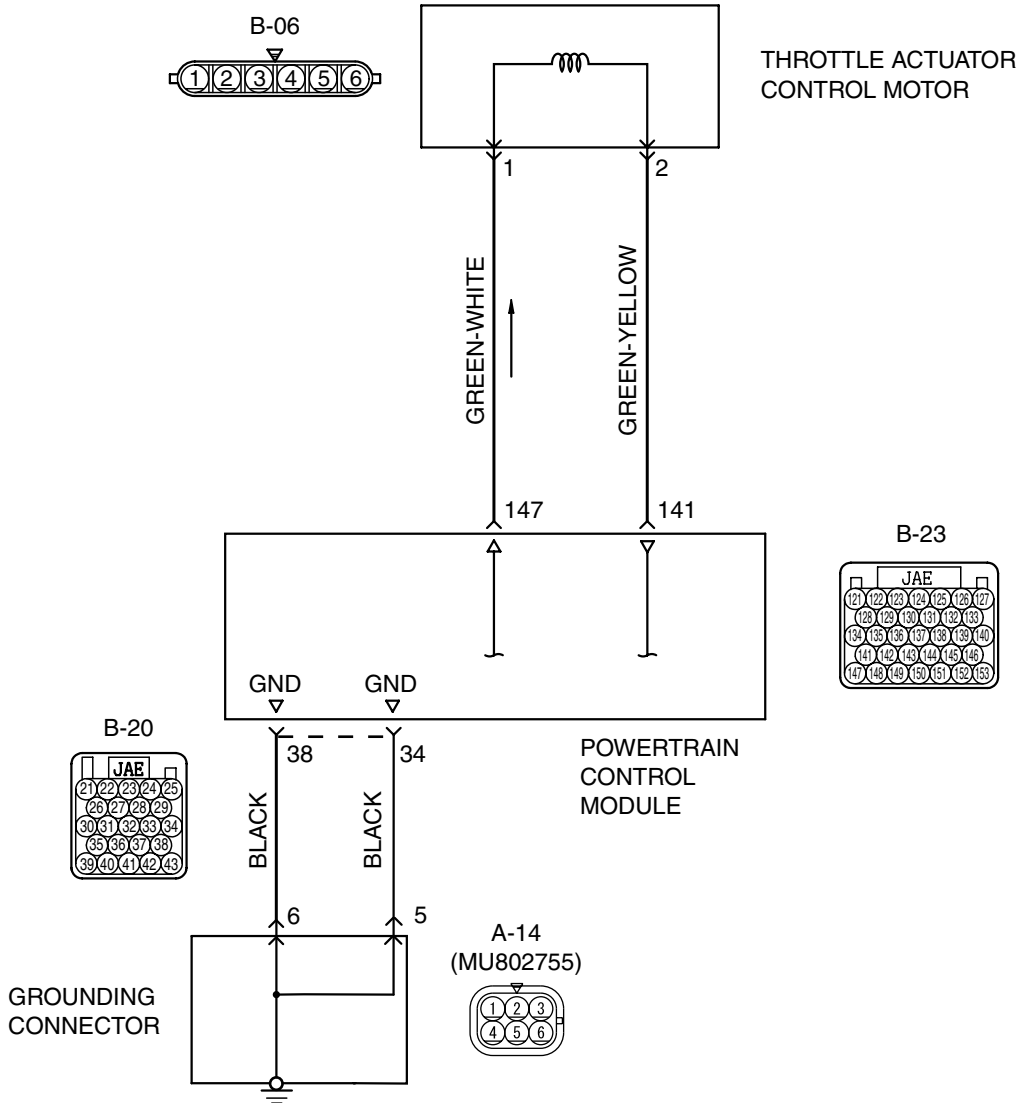 B-06
1 2 3 4 5 6
THROTTLE ACTUATOR
CONTROL MOTOR
1
2
GREEN-WHITE
GREEN-YELLOW
147
141
B-23
JAE
121 122 123 124 125 126 127
128 129 130 131 132 133
134 135 136 137 138 139 140
141 142 143 144 145 146
147 148 149 150 151 152 153
GND
GND
38
34
POWERTRAIN
CONTROL
MODULE
B-20
JAE
21 22 23 24 25
26 27 28 29
30 31 32 33 34
35 36 37 38
39 40 41 42 43
BLACK
BLACK
6
5
A-14
(MU802755)
1 2 3
4 5 6
GROUNDING
CONNECTOR